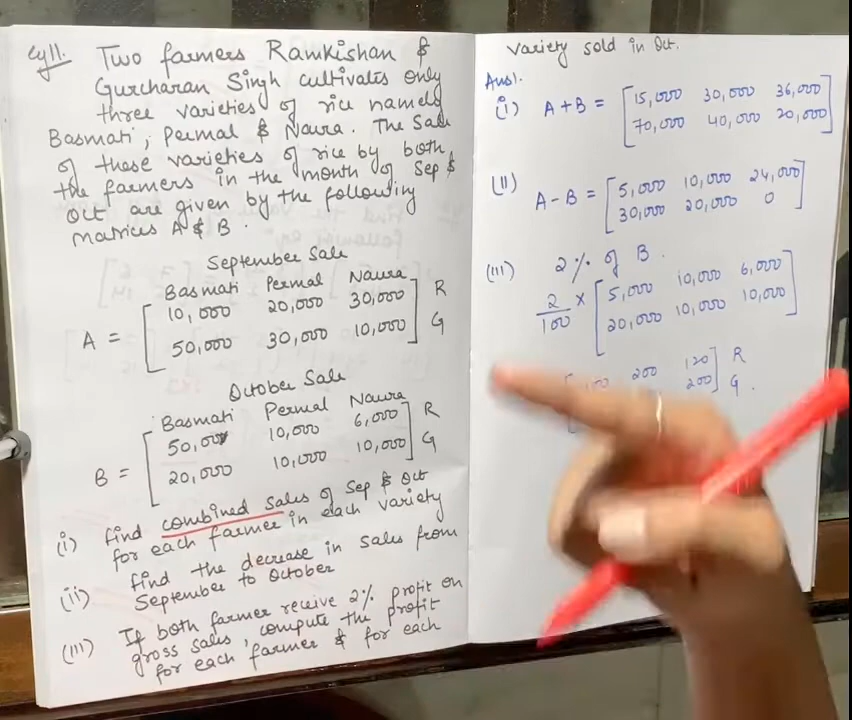 eg11. Two farmers Ramkishan &
Gurcharan Singh cultivates only
three varieties of rice namely
Basmati, Permal & Naura. The Sale
of these varieties of rice by both
the farmers in the month of Sep &
Oct are given by the following
matrices A & B.
September Sale
Basmati Permal Naura
10,000 20,000 30,000 R
A =
50,000 30,000 10,000 G
October Sale
Basmati Permal Naura
50,000 10,000 6,000 R
B =
20,000 10,000 10,000 G
(i) find combined sales of Sep & Oct
for each farmer in each variety
(ii) find the decrease in sales from
September to October
(III) If both farmer receive 2% profit on
gross sales, compute the profit
for each farmer & for each
variety sold in Oct.
Ans1.
(i) A+B = [15,000 30,000 36,000
70,000 40,000 20,000]
(II) A-B = [5,000 10,000 24,000
30,000 20,000 0]
(III) 2% of B.
2/100 × [5,000 10,000 6,000
20,000 10,000 10,000]
200 120] R
200] G.